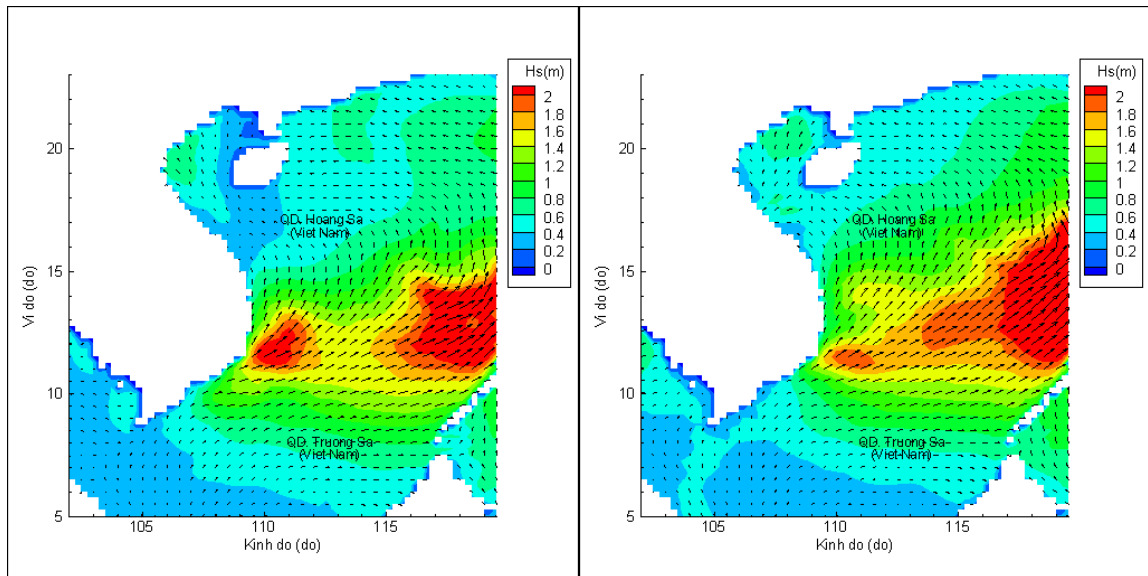 Hs(m)
2
1.8
1.6
1.4
1.2
1
0.8
0.6
0.4
0.2
0
20
15
10
5
Vi do (do)
QD. Hoang Sa
(Viet Nam)
QD. Truong Sa
(Viet Nam)
105
110
115
Kinh do (do)
Hs(m)
2
1.8
1.6
1.4
1.2
1
0.8
0.6
0.4
0.2
0
20
15
10
5
Vi do (do)
QD. Hoang Sa
(Viet Nam)
QD. Truong Sa
(Viet Nam)
105
110
115
Kinh do (do)